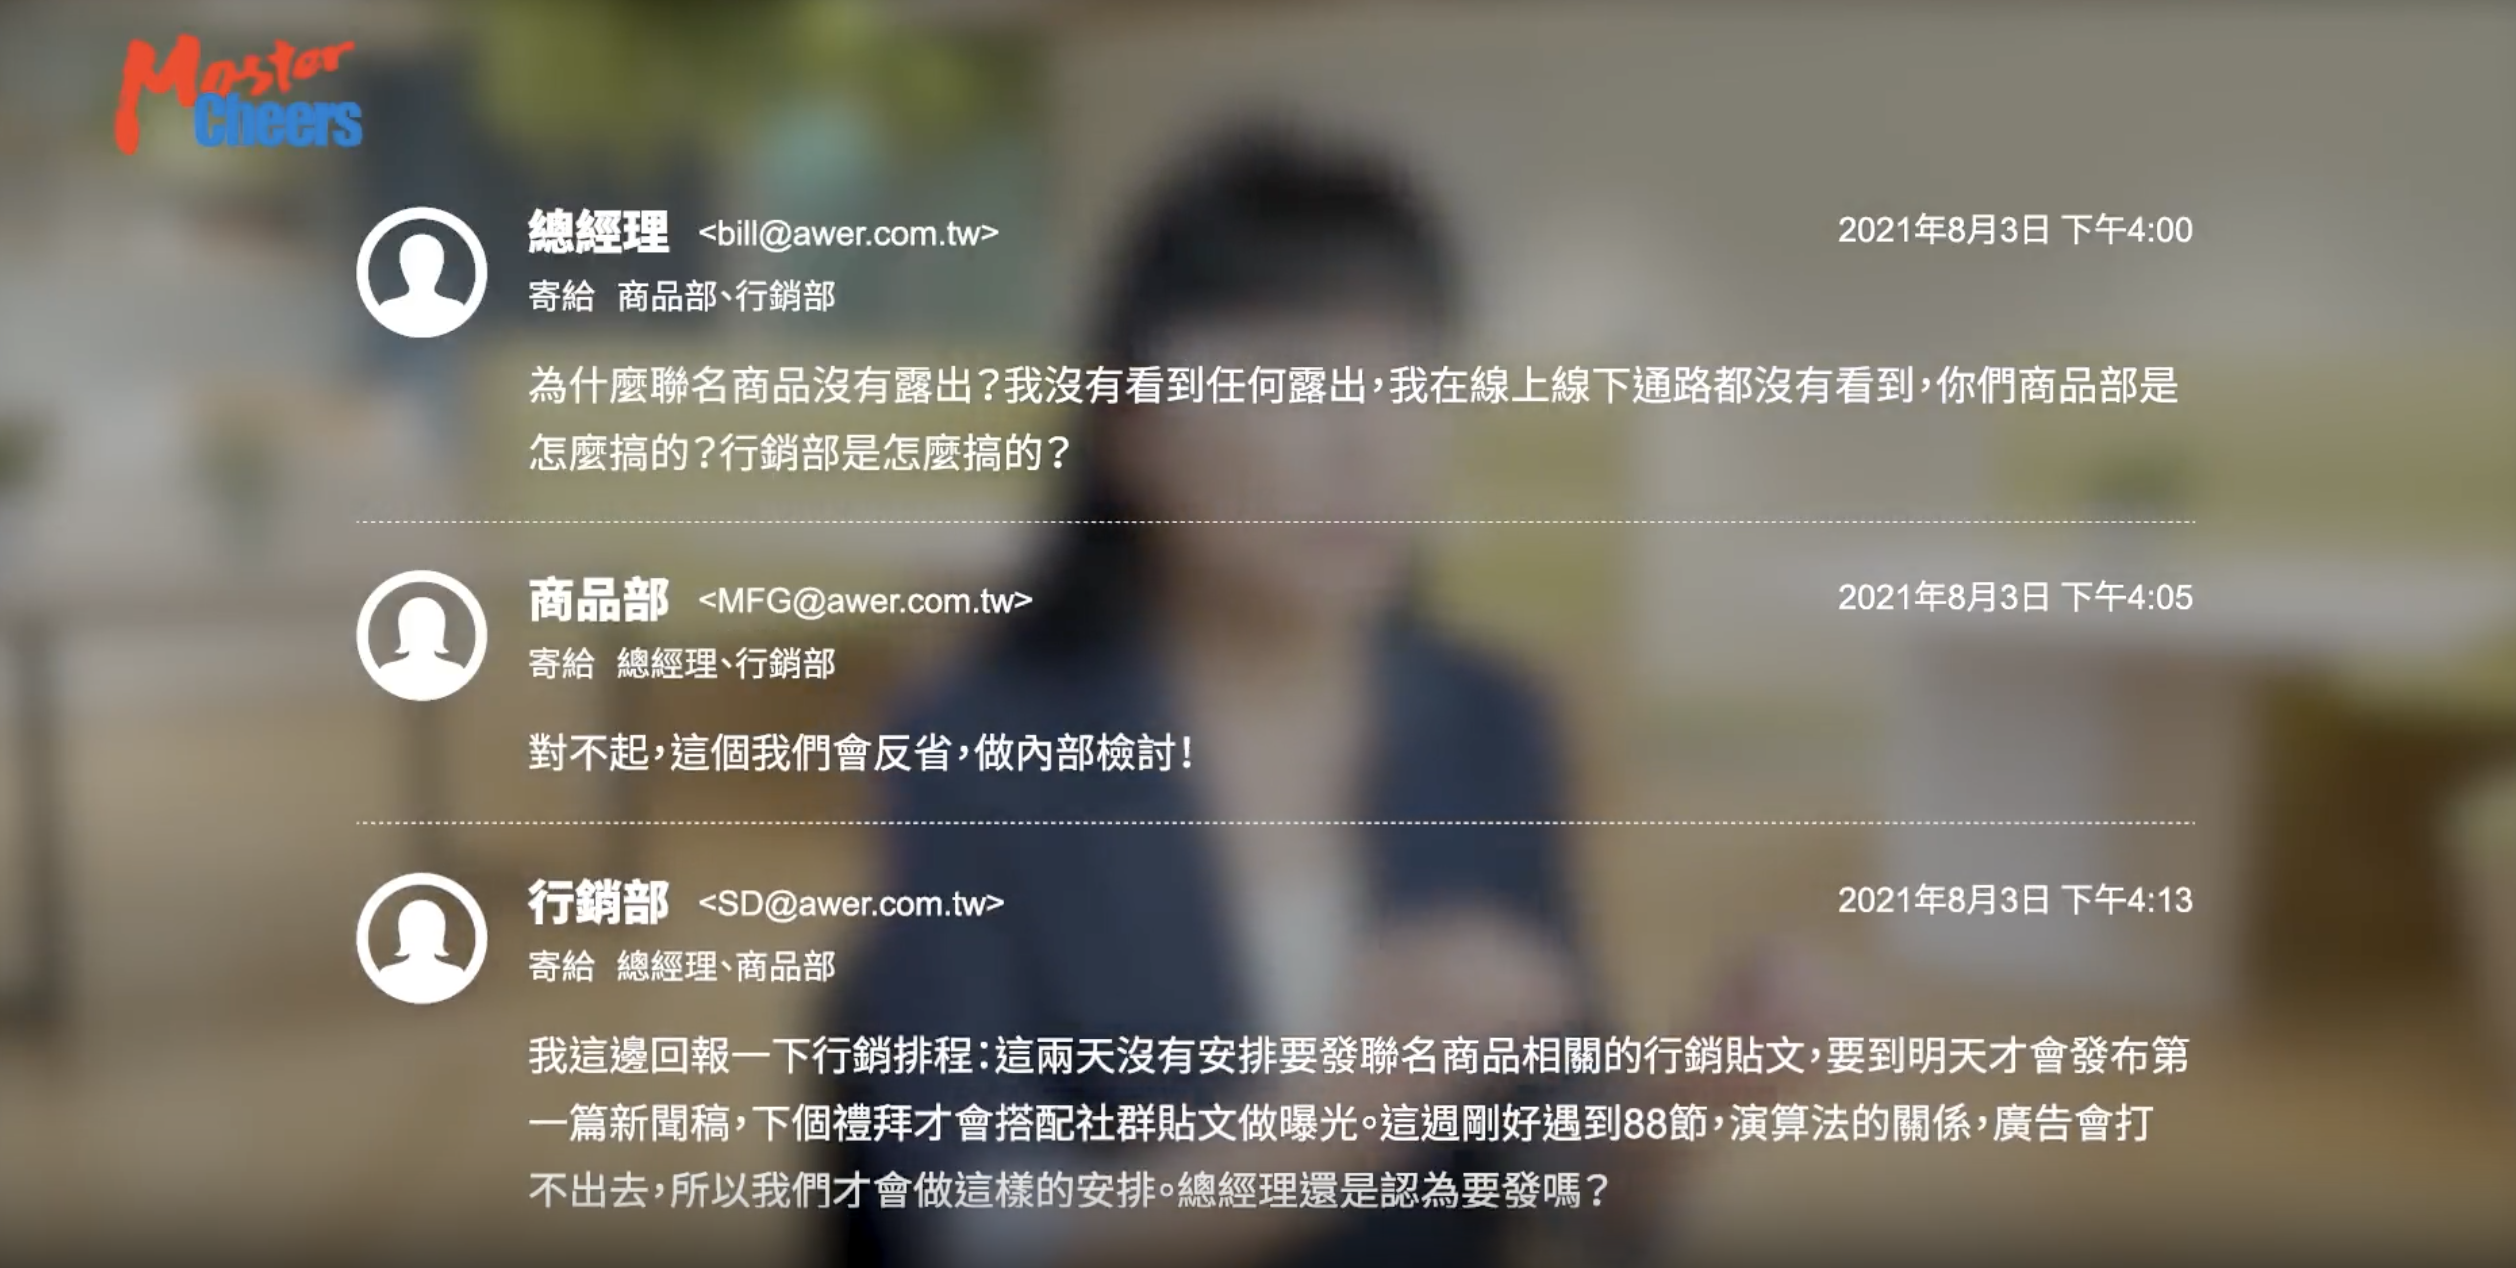 Master
Cheers
總經理 <bill@awer.com.tw> 2021年8月3日 下午4:00
寄給 商品部、行銷部
為什麼聯名商品沒有露出？我沒有看到任何露出，我在線上線下通路都沒有看到，你們商品部是
怎麼搞的？行銷部是怎麼搞的？
商品部 <MFG@awer.com.tw> 2021年8月3日 下午4:05
寄給 總經理、行銷部
對不起，這個我們會反省，做內部檢討！
行銷部 <SD@awer.com.tw> 2021年8月3日 下午4:13
寄給 總經理、商品部
我這邊回報一下行銷排程：這兩天沒有安排要發聯名商品相關的行銷貼文，要到明天才會發布第
一篇新聞稿，下個禮拜才會搭配社群貼文做曝光。這週剛好遇到88節，演算法的關係，廣告會打
不出去，所以我們才會做這樣的安排。總經理還是認為要發嗎？